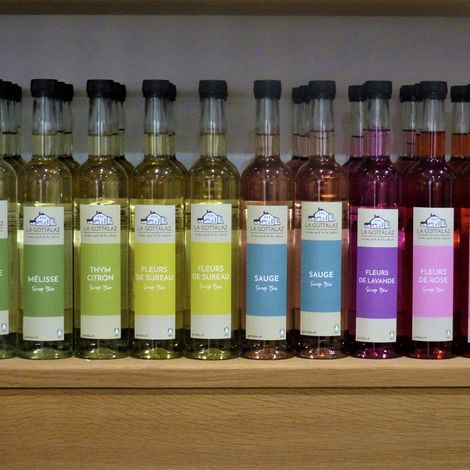 LA GOTTALAZ
MÉLISSE
Sirop Bio
LA GOTTALAZ
THYM
CITRON
Sirop Bio
LA GOTTALAZ
FLEURS
DE SUREAU
Sirop Bio
LA GOTTALAZ
FLEURS
DE SUREAU
Sirop Bio
LA GOTTALAZ
SAUGE
Sirop Bio
LA GOTTALAZ
SAUGE
Sirop Bio
LA GOTTALAZ
FLEURS
DE LAVANDE
Sirop Bio
LA GOTTALAZ
FLEURS
DE ROSE
Sirop Bio